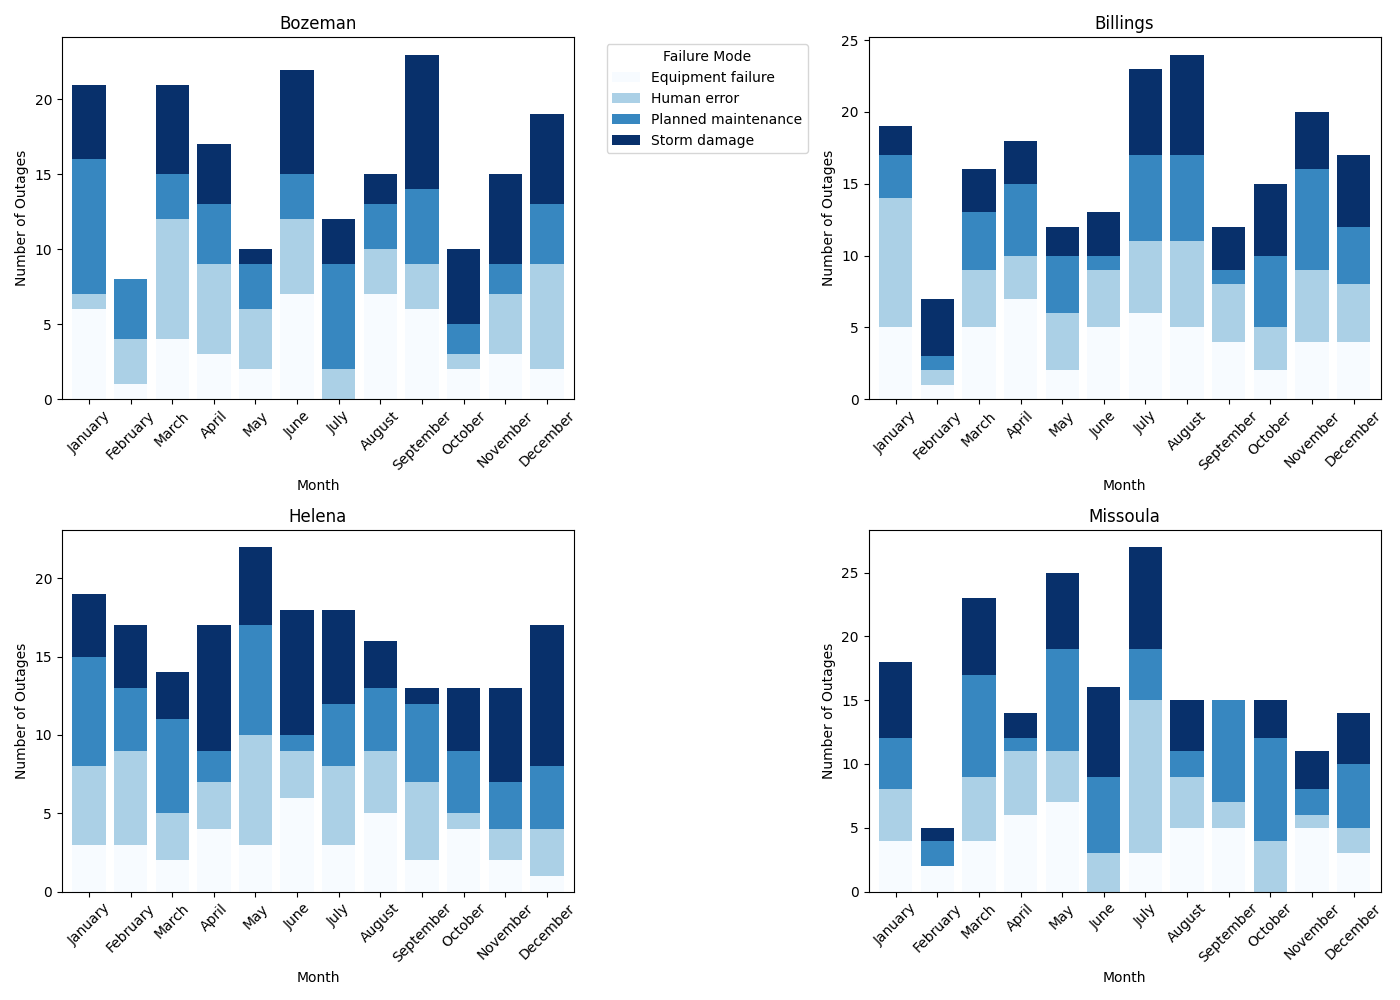 Bozeman
Number of Outages
20
15
10
5
0
January
February
March
April
May
June
July
August
September
October
November
December
Month
Failure Mode
Equipment failure
Human error
Planned maintenance
Storm damage
Billings
Number of Outages
25
20
15
10
5
0
January
February
March
April
May
June
July
August
September
October
November
December
Month
Helena
Number of Outages
20
15
10
5
0
January
February
March
April
May
June
July
August
September
October
November
December
Month
Missoula
Number of Outages
25
20
15
10
5
0
January
February
March
April
May
June
July
August
September
October
November
December
Month